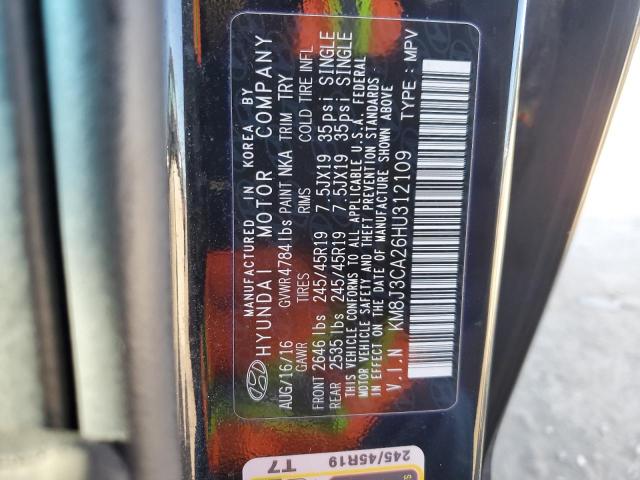 MANUFACTURED IN KOREA BY
HYUNDAI MOTOR COMPANY
AUG/16/16 GVWR 4784 lbs PAINT NKA TRIM TRY
GAWR TIRES RIMS COLD TIRE INFL
FRONT 2646 lbs 245/45R19 7.5JX19 35psi SINGLE
REAR 2535 lbs 245/45R19 7.5JX19 35psi SINGLE
THIS VEHICLE CONFORMS TO ALL APPLICABLE U.S.A. FEDERAL
MOTOR VEHICLE SAFETY AND THEFT PREVENTION STANDARDS
IN EFFECT ON THE DATE OF MANUFACTURE SHOWN ABOVE
V.I.N KM8J3CA26HU312109 TYPE: MPV
245/45R19
T7